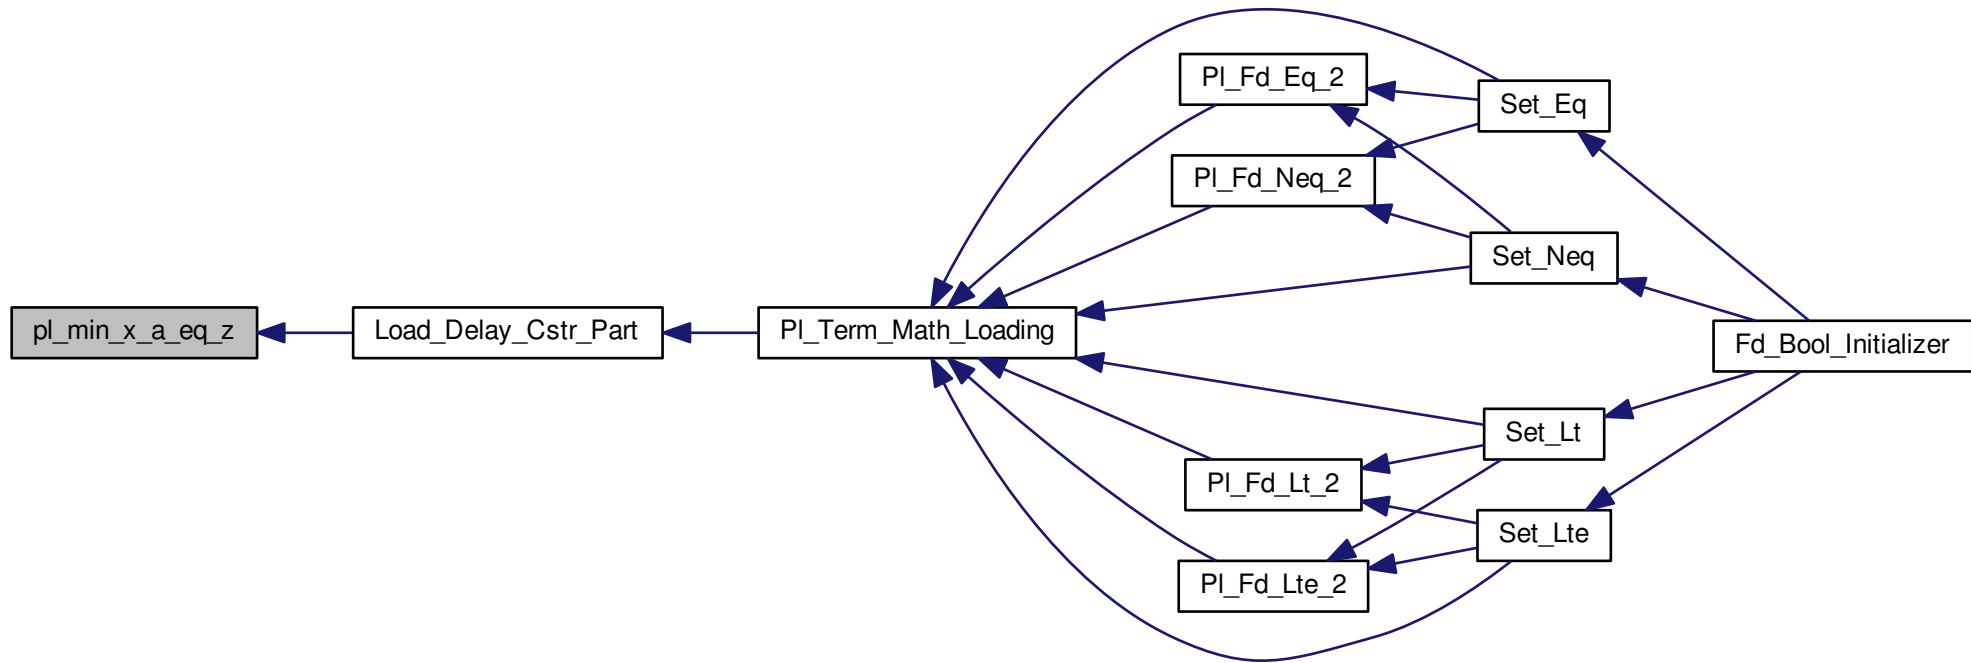 pl_min_x_a_eq_z
Load_Delay_Cstr_Part
Pl_Term_Math_Loading
Pl_Fd_Eq_2
Pl_Fd_Neq_2
Pl_Fd_Lt_2
Pl_Fd_Lte_2
Set_Eq
Set_Neq
Set_Lt
Set_Lte
Fd_Bool_Initializer